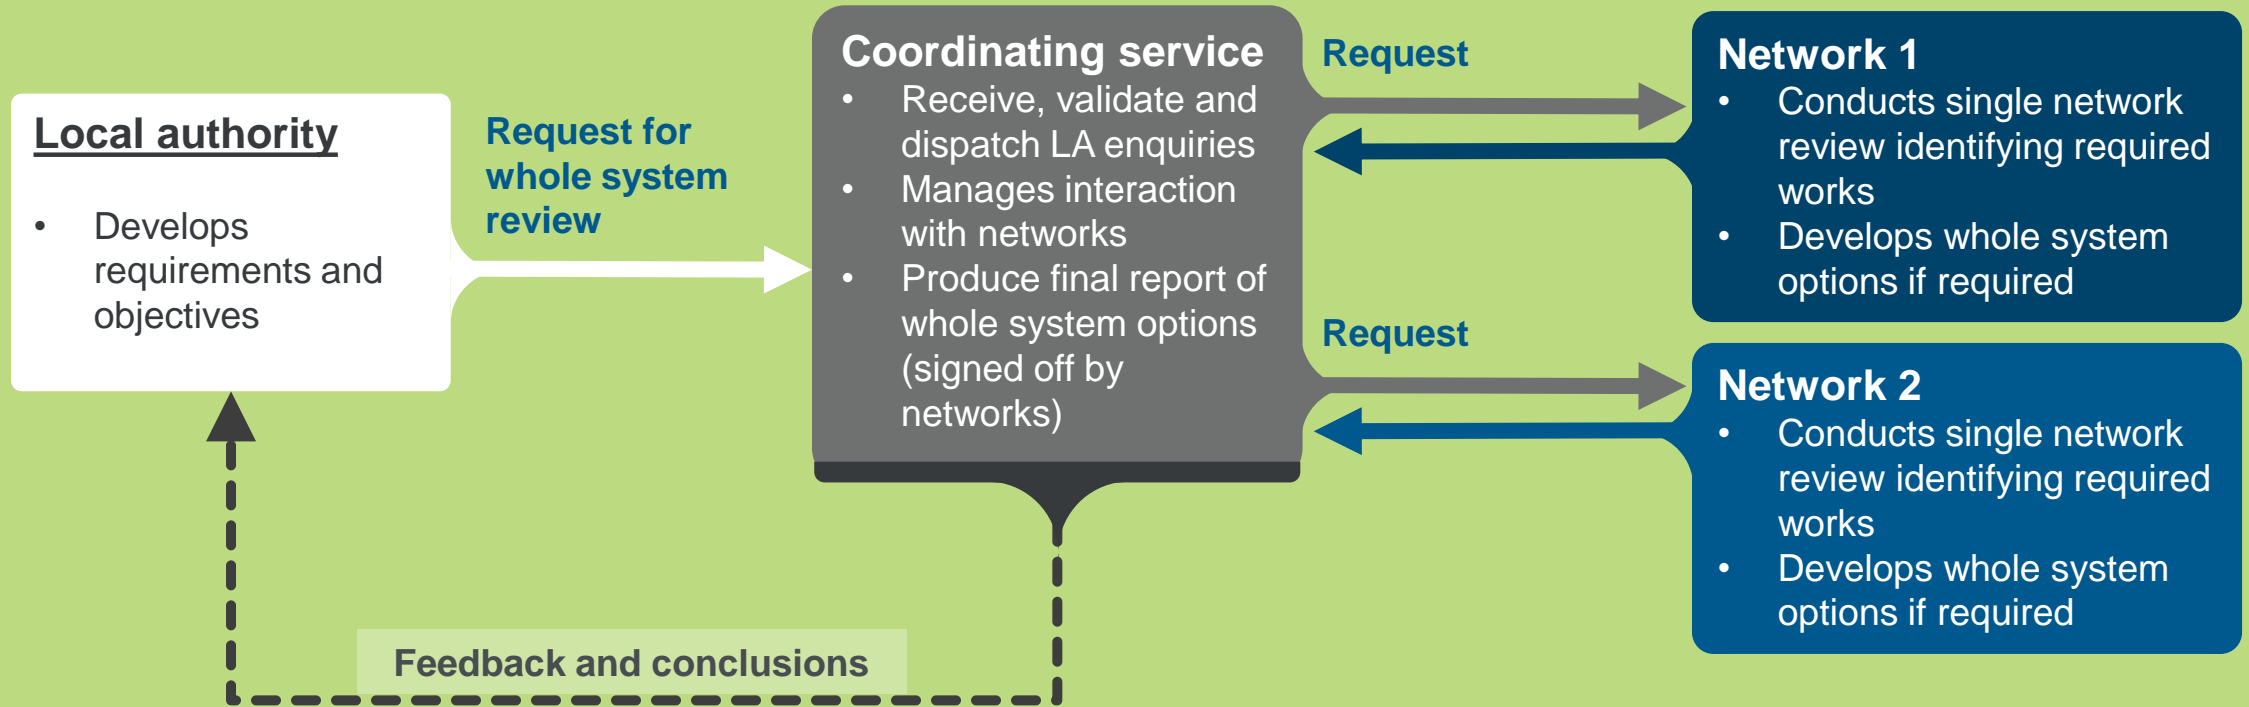 Local authority
• Develops
requirements and
objectives
Request for
whole system
review
Coordinating service
• Receive, validate and
dispatch LA enquiries
• Manages interaction
with networks
• Produce final report of
whole system options
(signed off by
networks)
Request
Network 1
• Conducts single network
review identifying required
works
• Develops whole system
options if required
Request
Network 2
• Conducts single network
review identifying required
works
• Develops whole system
options if required
Feedback and conclusions